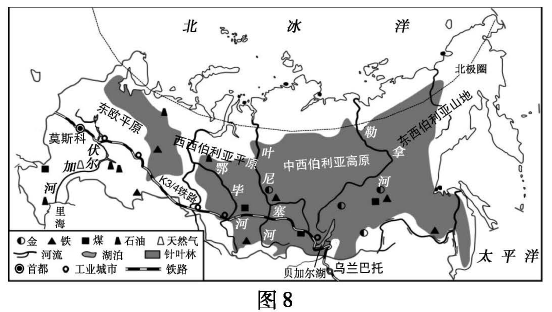 北 冰 洋
北极圈
东欧平原
莫斯科
伏尔加河
里海
K3/4铁路
西西伯利亚平原
鄂毕河
叶尼塞河
中西伯利亚高原
勒拿河
东西伯利亚山地
贝加尔湖
乌兰巴托
太平洋
金 铁 煤 石油 天然气
河流 湖泊 针叶林
首都 工业城市 铁路
图 8